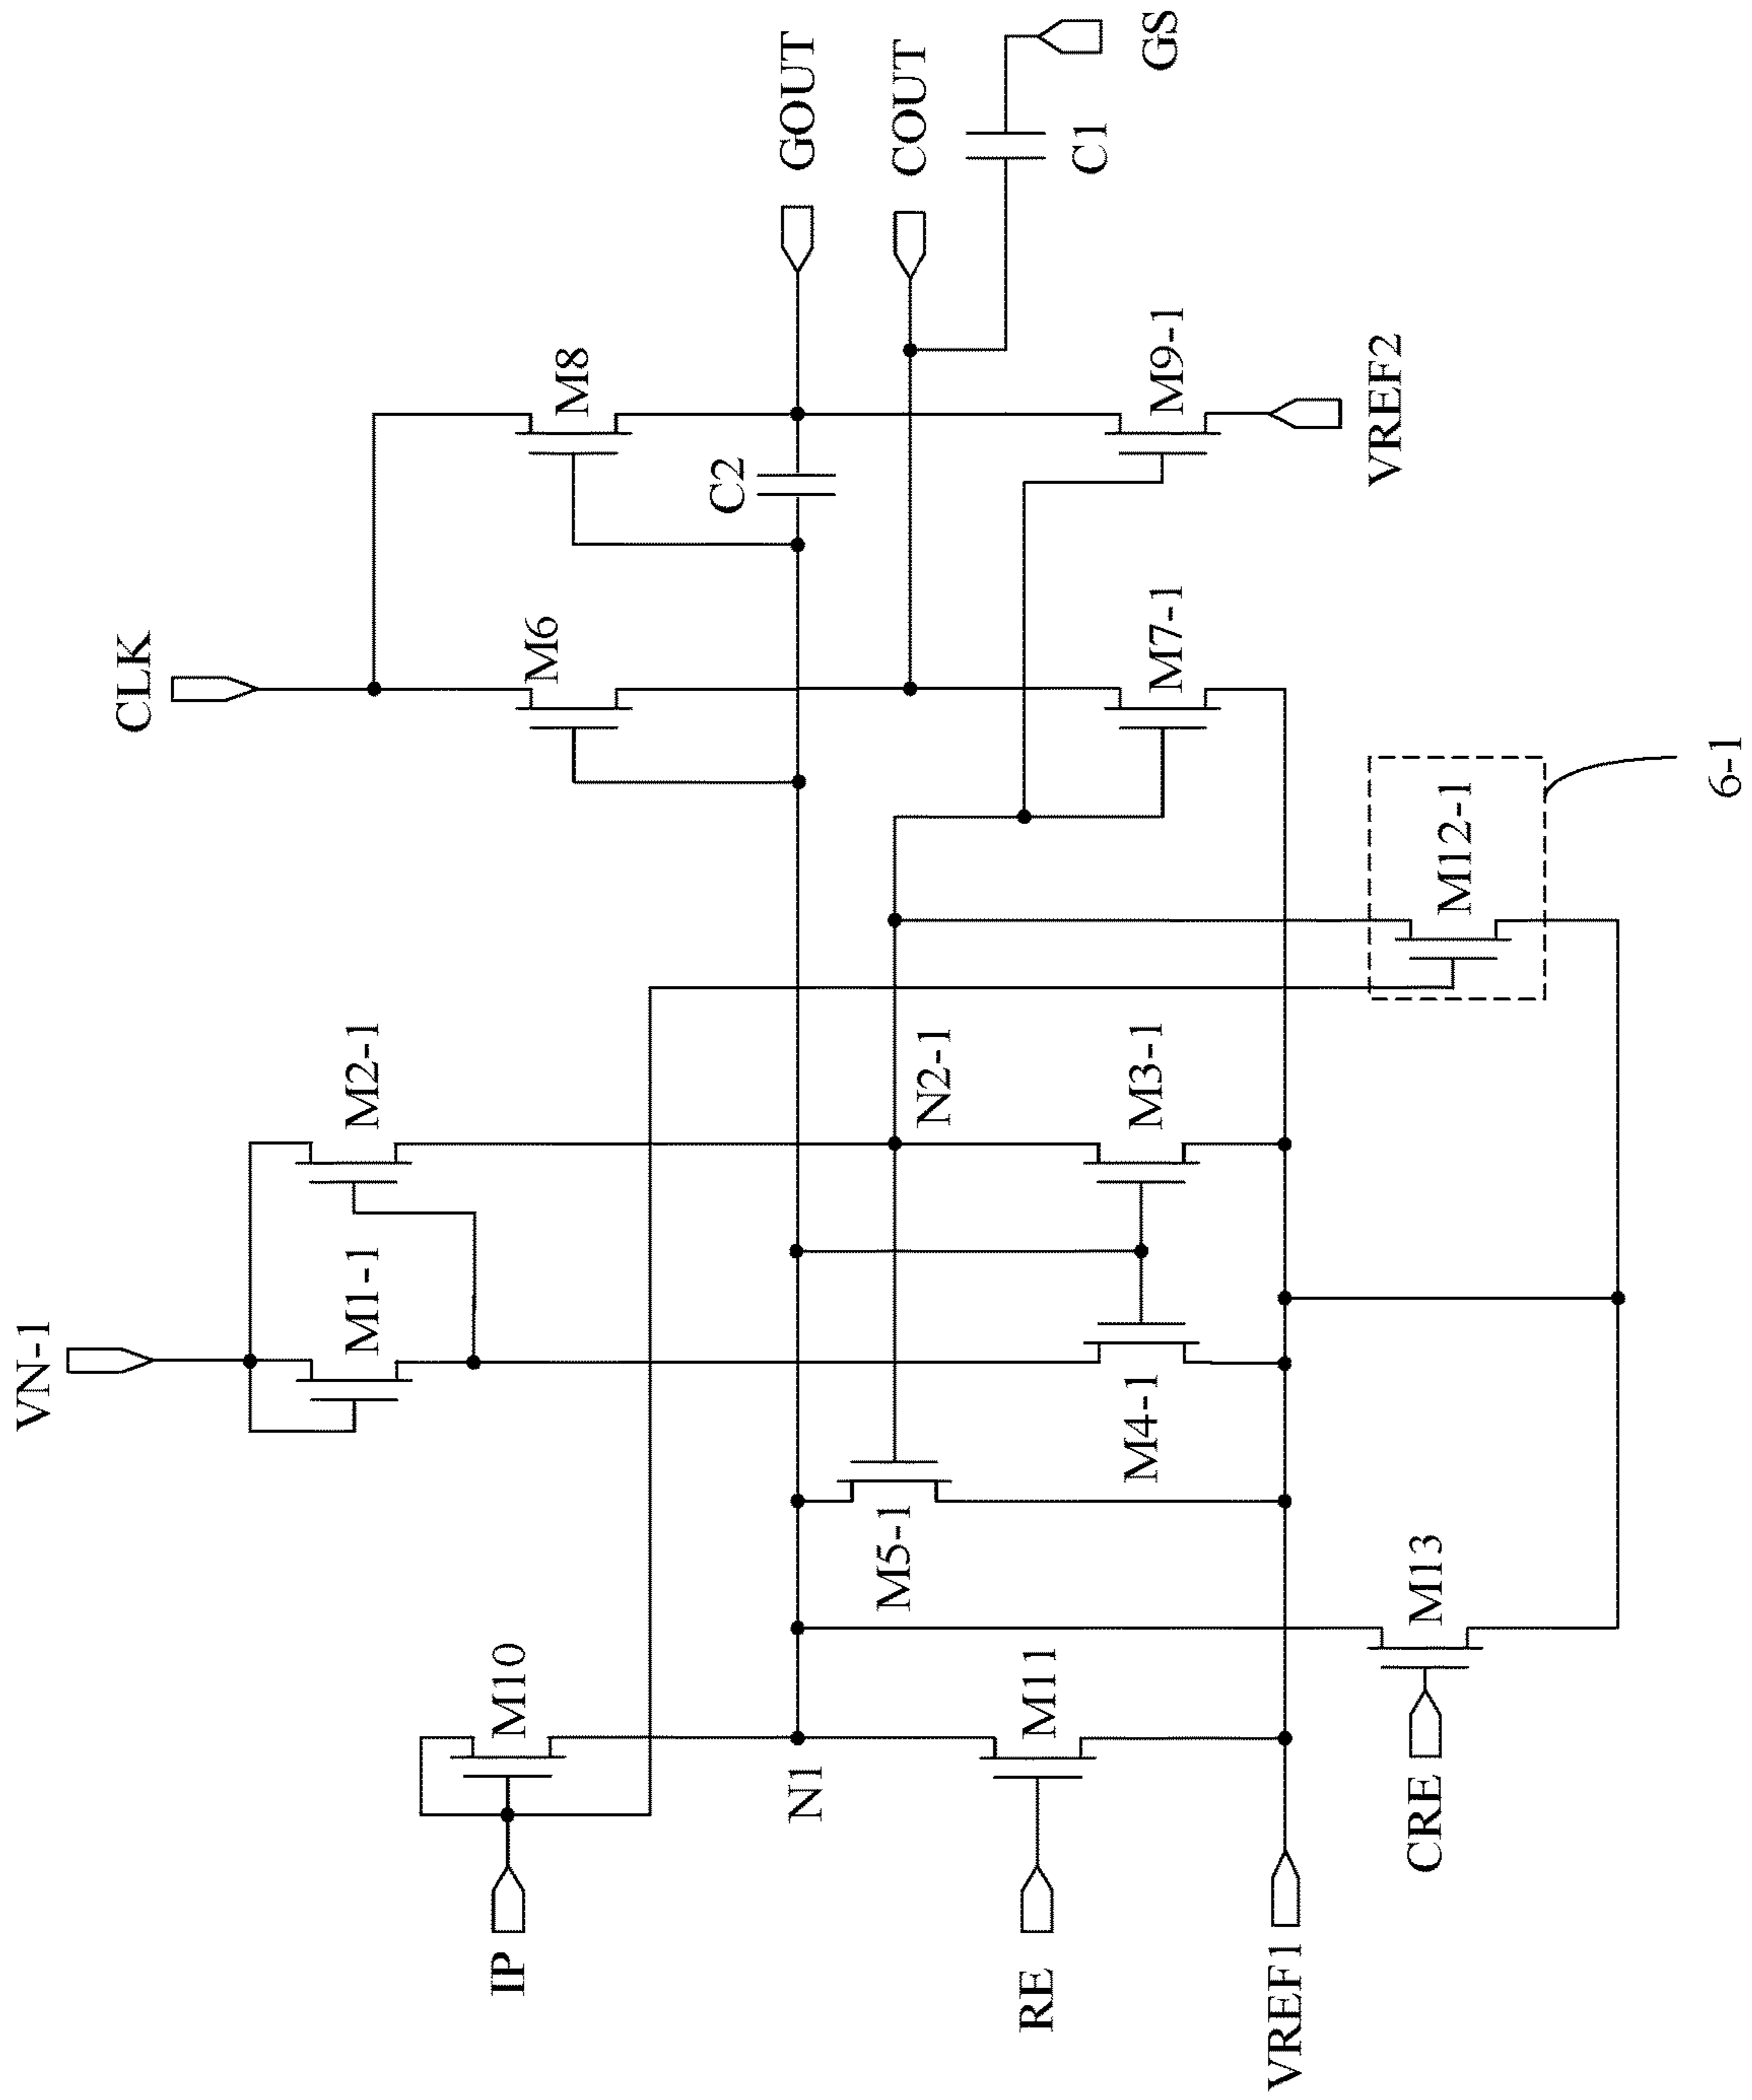 VN-1
CLK
M1-1
M2-1
M6
M8
GOUT
COUT
C2
C1
GS
IP
M10
N1
M5-1
N2-1
M4-1
M3-1
M7-1
M9-1
VREF2
RE
M11
VREF1
CRE
M13
M12-1
6-1